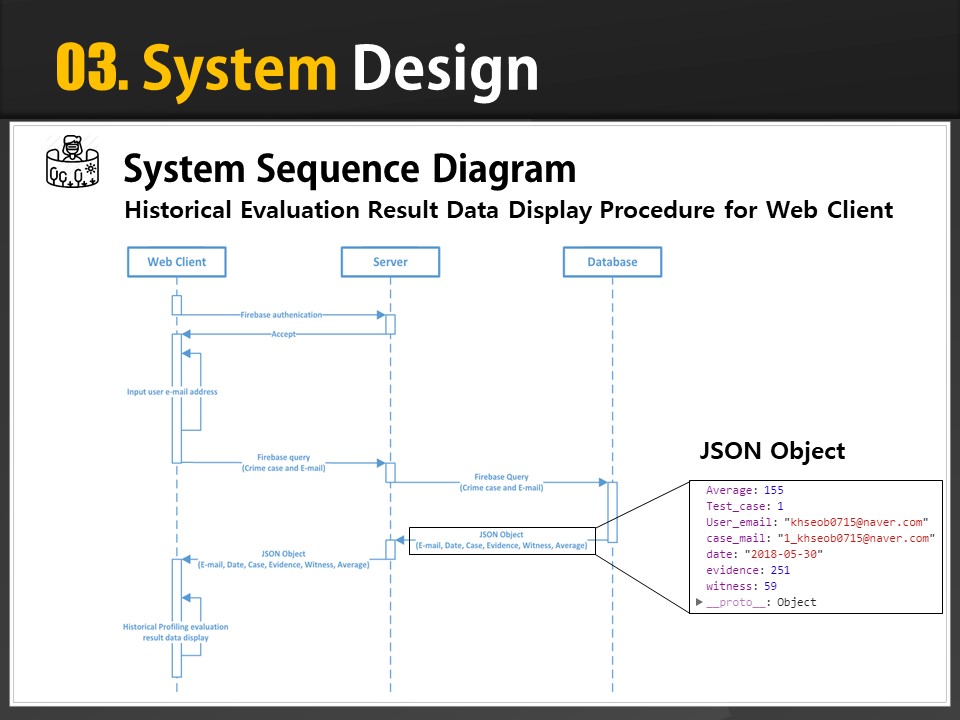 03. System Design
System Sequence Diagram
Historical Evaluation Result Data Display Procedure for Web Client
Web Client
Server
Database
Firebase authenication
Accept
Input user e-mail address
Firebase query
(Crime case and E-mail)
Firebase Query
(Crime case and E-mail)
JSON Object
(E-mail, Date, Case, Evidence, Witness, Average)
JSON Object
(E-mail, Date, Case, Evidence, Witness, Average)
Historical Profiling evaluation
result data display
JSON Object
Average: 155
Test_case: 1
User_email: "khseob0715@naver.com"
case_mail: "1_khseob0715@naver.com"
date: "2018-05-30"
evidence: 251
witness: 59
▶__proto__: Object